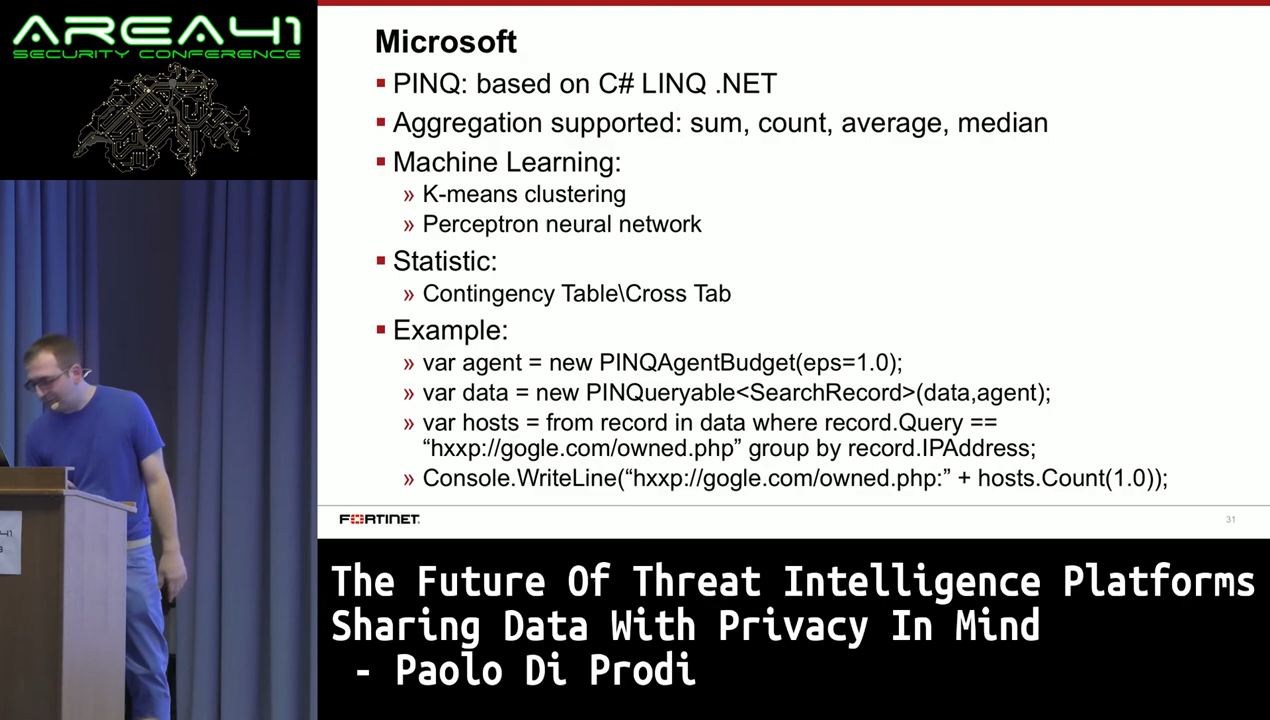 AREA41
SECURITY CONFERENCE
Microsoft
PINQ: based on C# LINQ .NET
Aggregation supported: sum, count, average, median
Machine Learning:
» K-means clustering
» Perceptron neural network
Statistic:
» Contingency Table\Cross Tab
Example:
» var agent = new PINQAgentBudget(eps=1.0);
» var data = new PINQueryable<SearchRecord>(data,agent);
» var hosts = from record in data where record.Query ==
“hxxp://gogle.com/owned.php” group by record.IPAddress;
» Console.WriteLine(“hxxp://gogle.com/owned.php:” + hosts.Count(1.0));
FORTINET
31
The Future Of Threat Intelligence Platforms
Sharing Data With Privacy In Mind
- Paolo Di Prodi